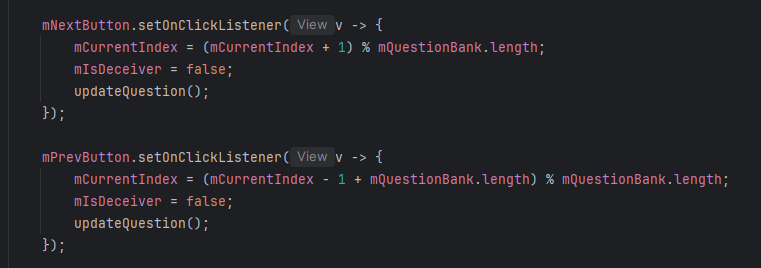 mNextButton.setOnClickListener( View v -> {
    mCurrentIndex = (mCurrentIndex + 1) % mQuestionBank.length;
    mIsDeceiver = false;
    updateQuestion();
});
mPrevButton.setOnClickListener( View v -> {
    mCurrentIndex = (mCurrentIndex - 1 + mQuestionBank.length) % mQuestionBank.length;
    mIsDeceiver = false;
    updateQuestion();
});